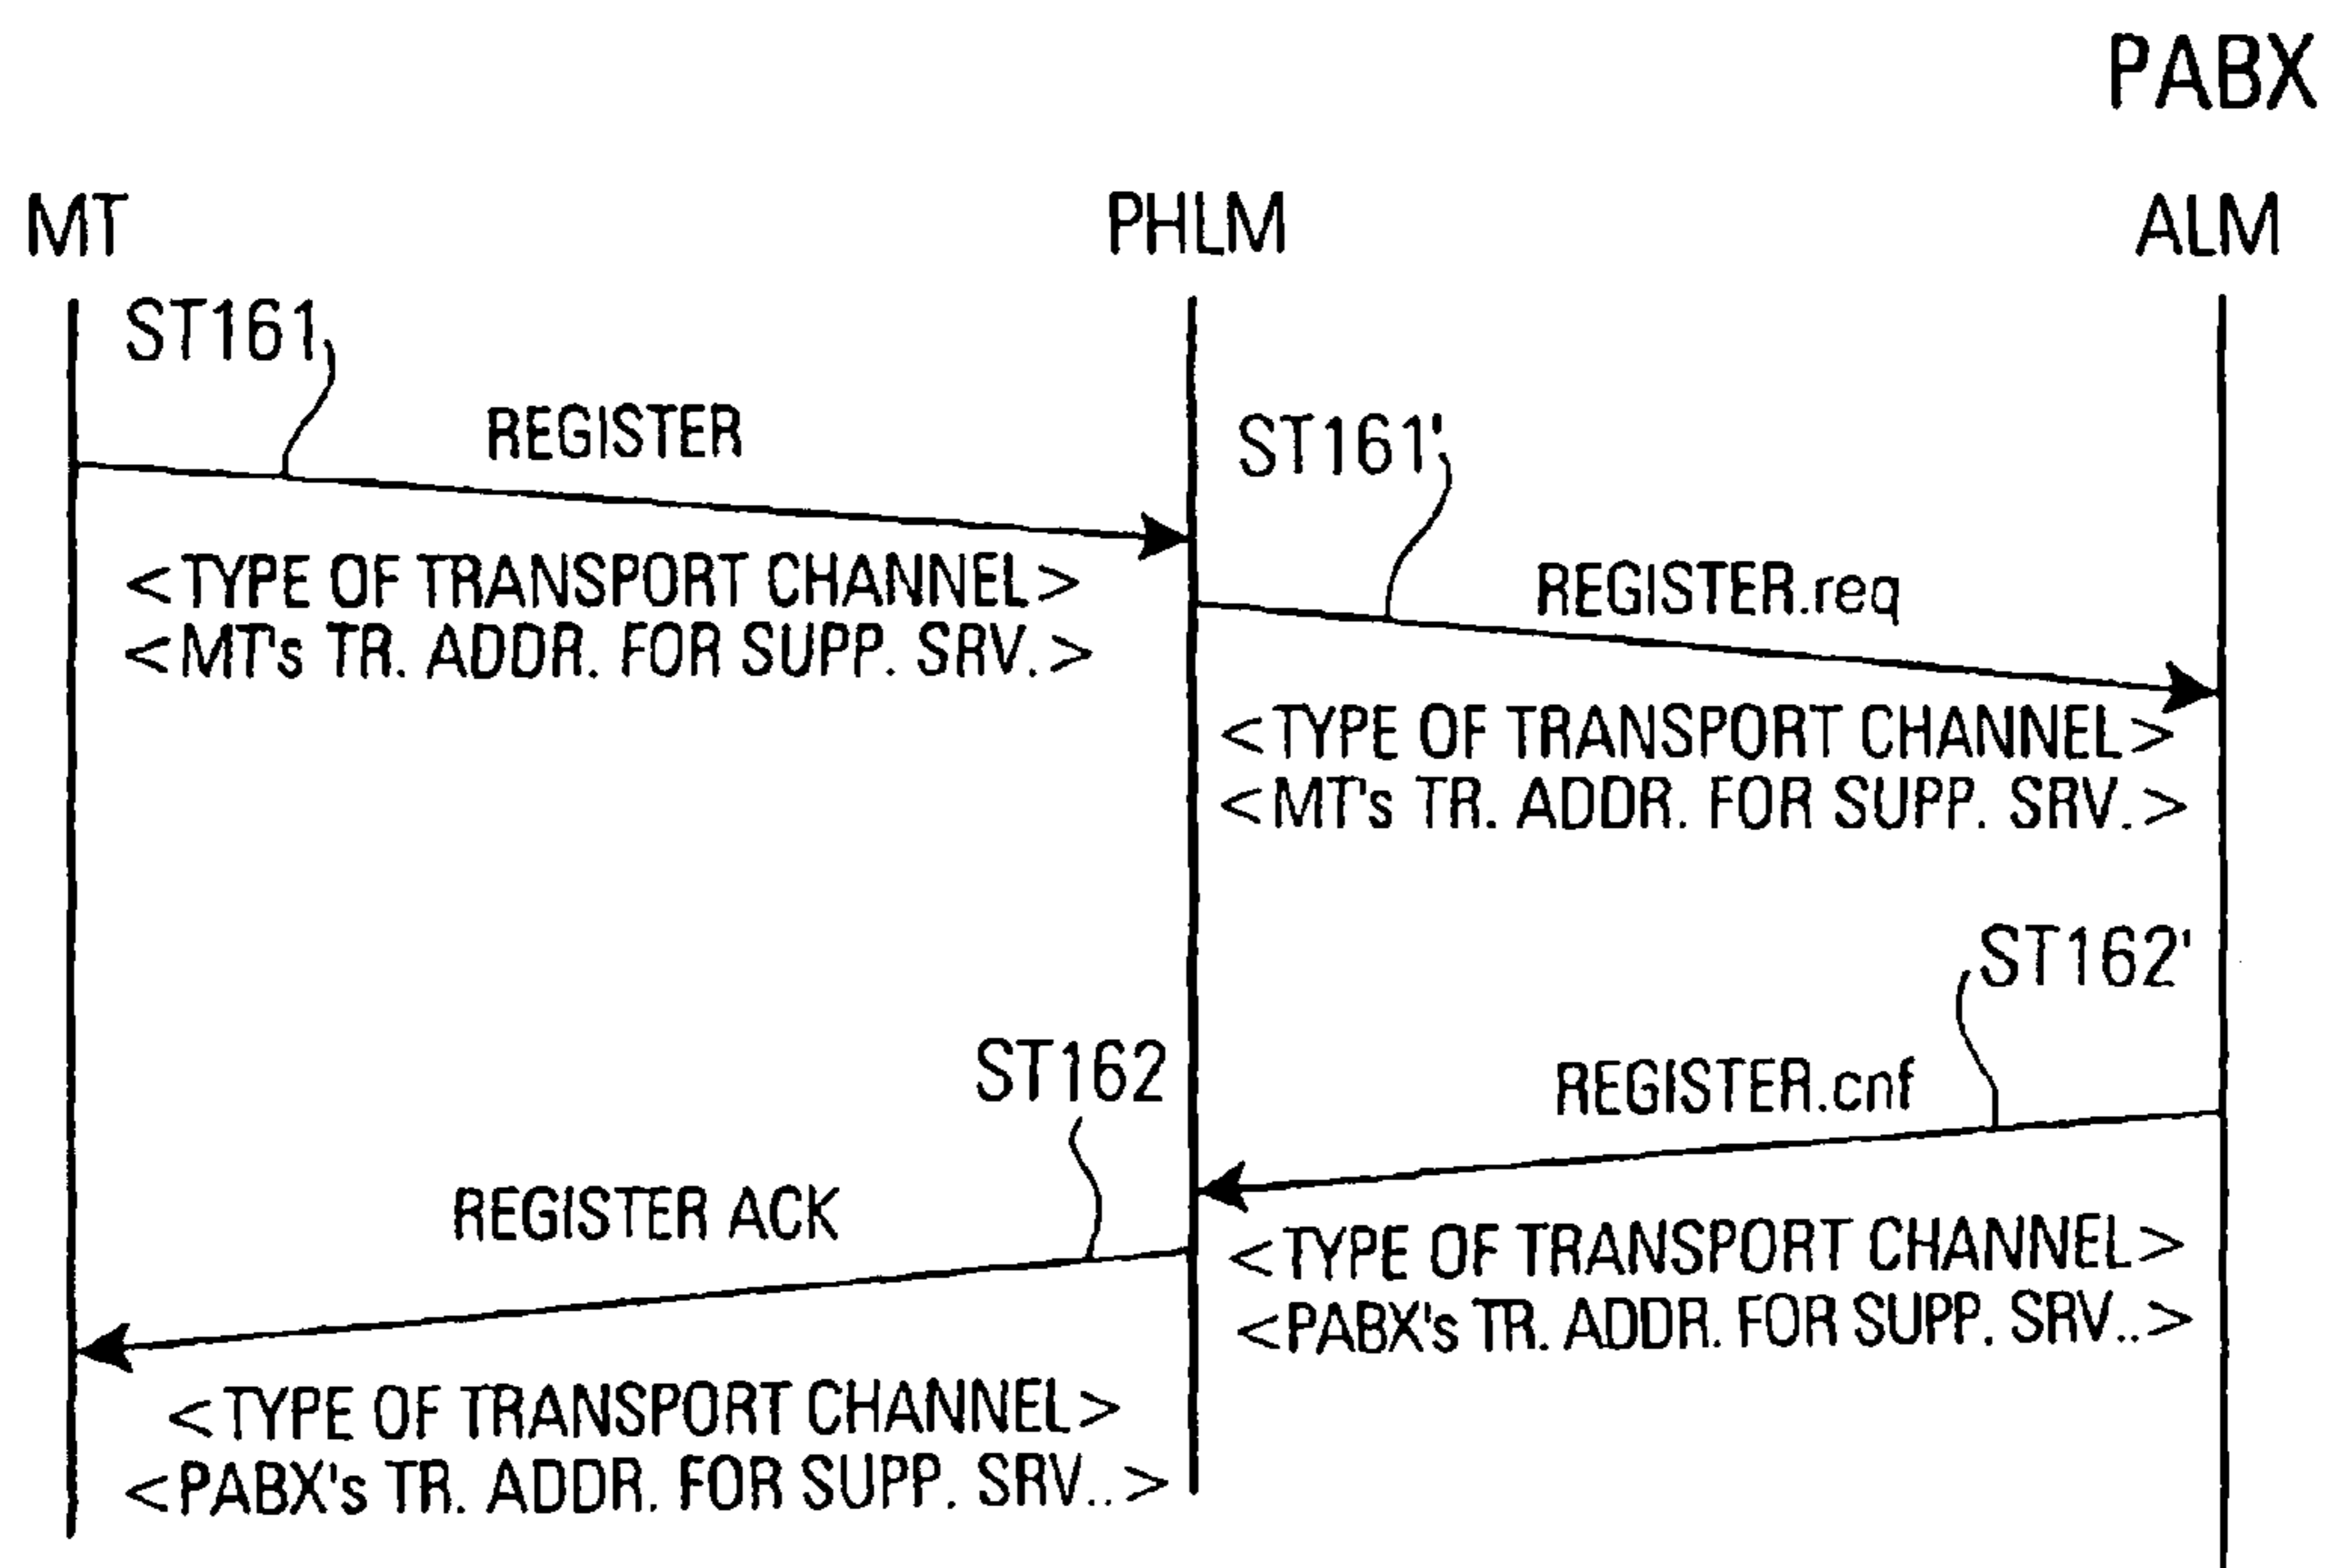 PABX
MT
PHLM
ALM
ST161
REGISTER
ST161'
<TYPE OF TRANSPORT CHANNEL>
<MT's TR. ADDR. FOR SUPP. SRV.>
REGISTER.req
<TYPE OF TRANSPORT CHANNEL>
<MT's TR. ADDR. FOR SUPP. SRV.>
ST162'
ST162
REGISTER.cnf
REGISTER ACK
<TYPE OF TRANSPORT CHANNEL>
<PABX's TR. ADDR. FOR SUPP. SRV..>
<TYPE OF TRANSPORT CHANNEL>
<PABX's TR. ADDR. FOR SUPP. SRV..>